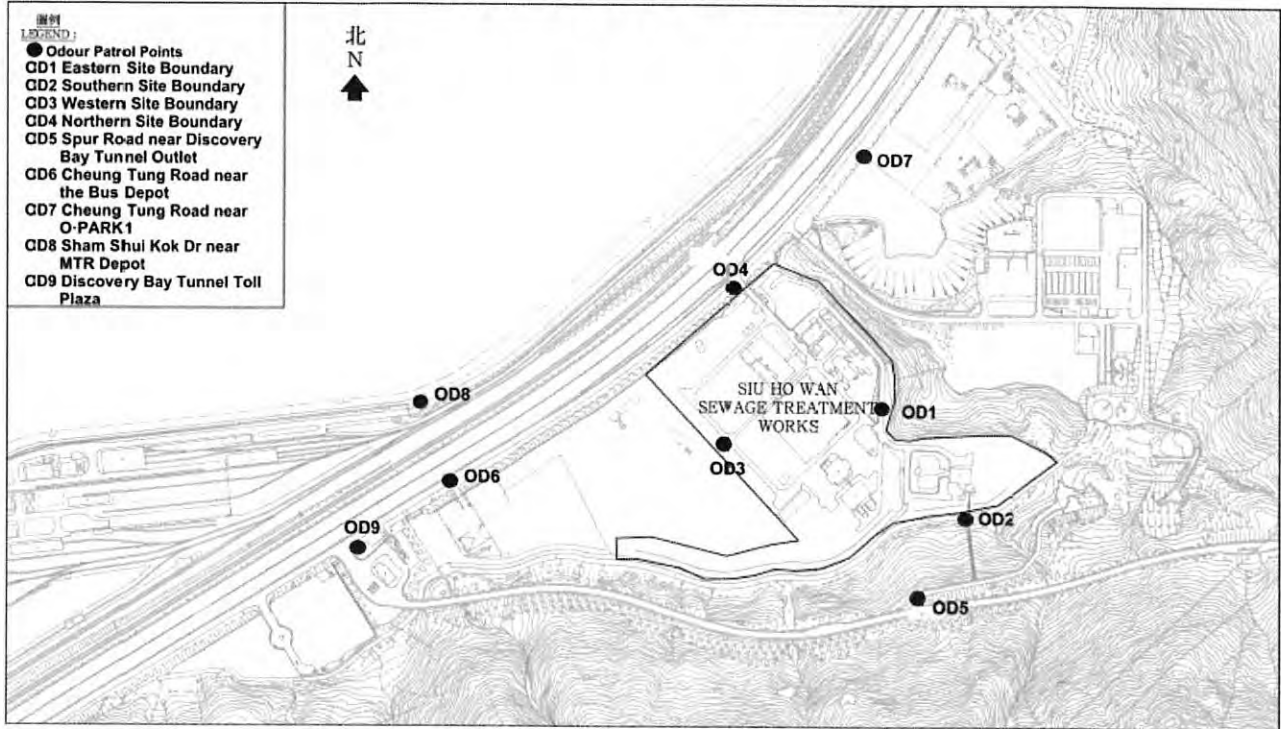 圖例
LEGEND :
Odour Patrol Points
OD1 Eastern Site Boundary
OD2 Southern Site Boundary
OD3 Western Site Boundary
OD4 Northern Site Boundary
OD5 Spur Road near Discovery
Bay Tunnel Outlet
OD6 Cheung Tung Road near
the Bus Depot
OD7 Cheung Tung Road near
O·PARK1
OD8 Sham Shui Kok Dr near
MTR Depot
OD9 Discovery Bay Tunnel Toll
Plaza
北
N
OD7
OD4
OD8
SIU HO WAN
SEWAGE TREATMENT
WORKS
OD1
OD3
OD6
OD2
OD9
OD5